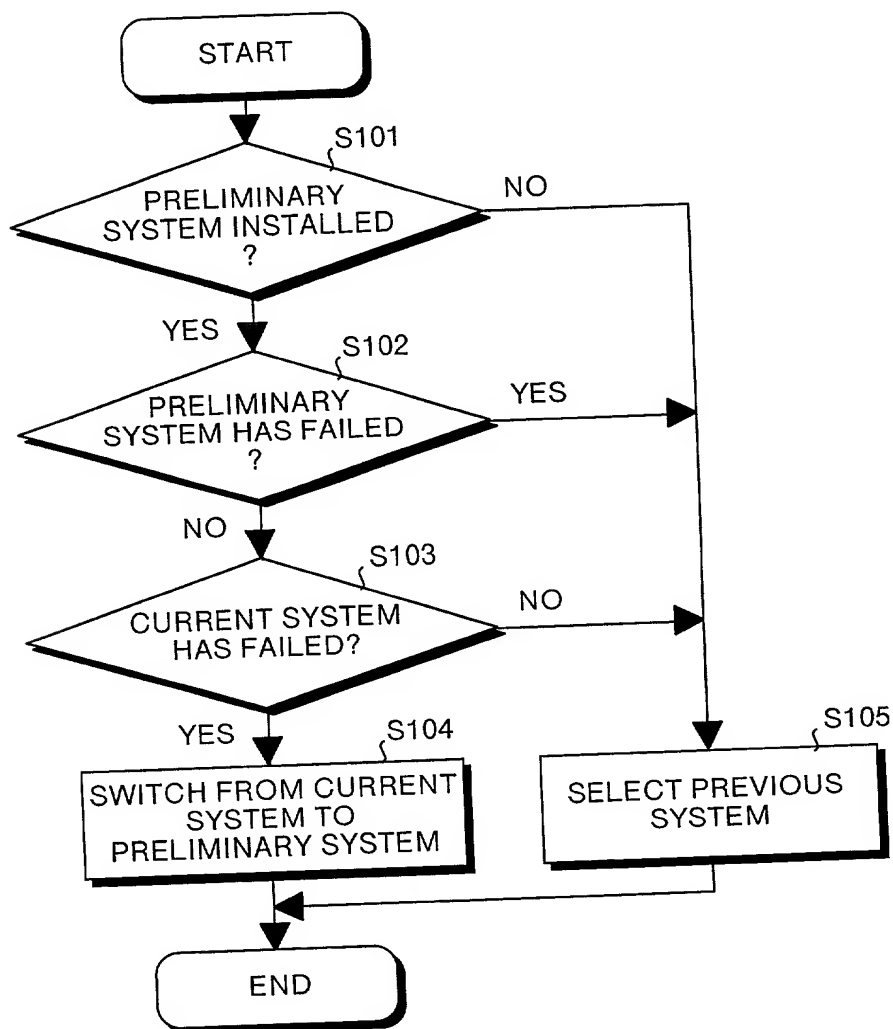 START
S101
PRELIMINARY
SYSTEM INSTALLED
?
NO
YES
S102
PRELIMINARY
SYSTEM HAS FAILED
?
YES
NO
S103
CURRENT SYSTEM
HAS FAILED?
NO
YES
S104
SWITCH FROM CURRENT
SYSTEM TO
PRELIMINARY SYSTEM
S105
SELECT PREVIOUS
SYSTEM
END